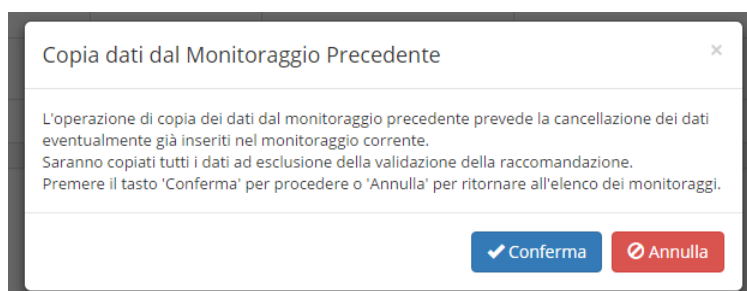 Copia dati dal Monitoraggio Precedente ×
L'operazione di copia dei dati dal monitoraggio precedente prevede la cancellazione dei dati
eventualmente già inseriti nel monitoraggio corrente.
Saranno copiati tutti i dati ad esclusione della validazione della raccomandazione.
Premere il tasto 'Conferma' per procedere o 'Annulla' per ritornare all'elenco dei monitoraggi.
Conferma Annulla